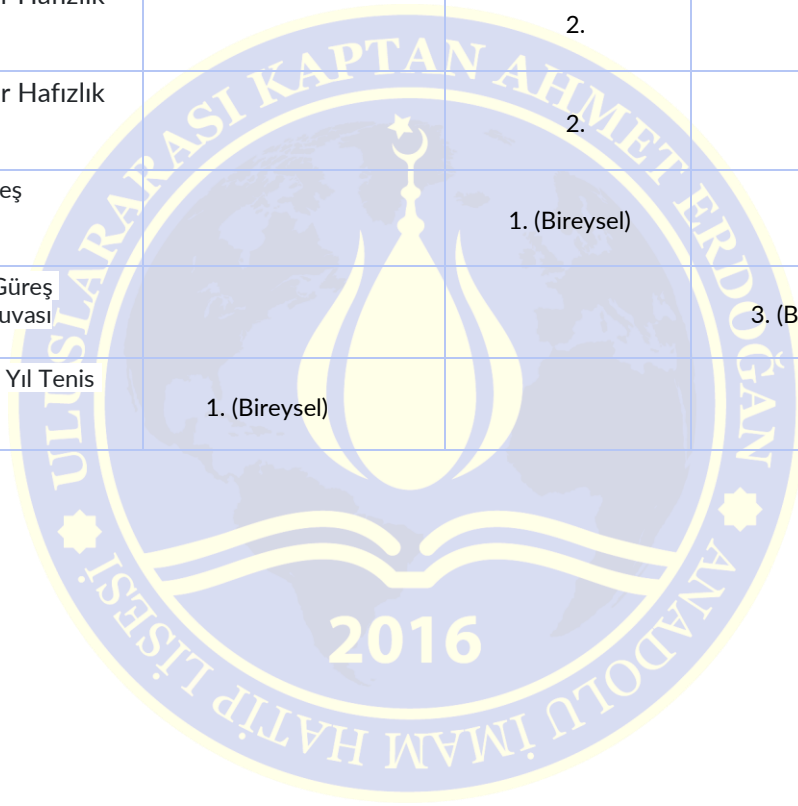 2.
r Hafızlık
2.
eş
1. (Bireysel)
Güreş
uvası
3. (B
Yıl Tenis
1. (Bireysel)
ULUSLARARASI KAPTAN AHMET ERDOĞAN
ANADOLU İMAM HATİP LİSESİ
2016